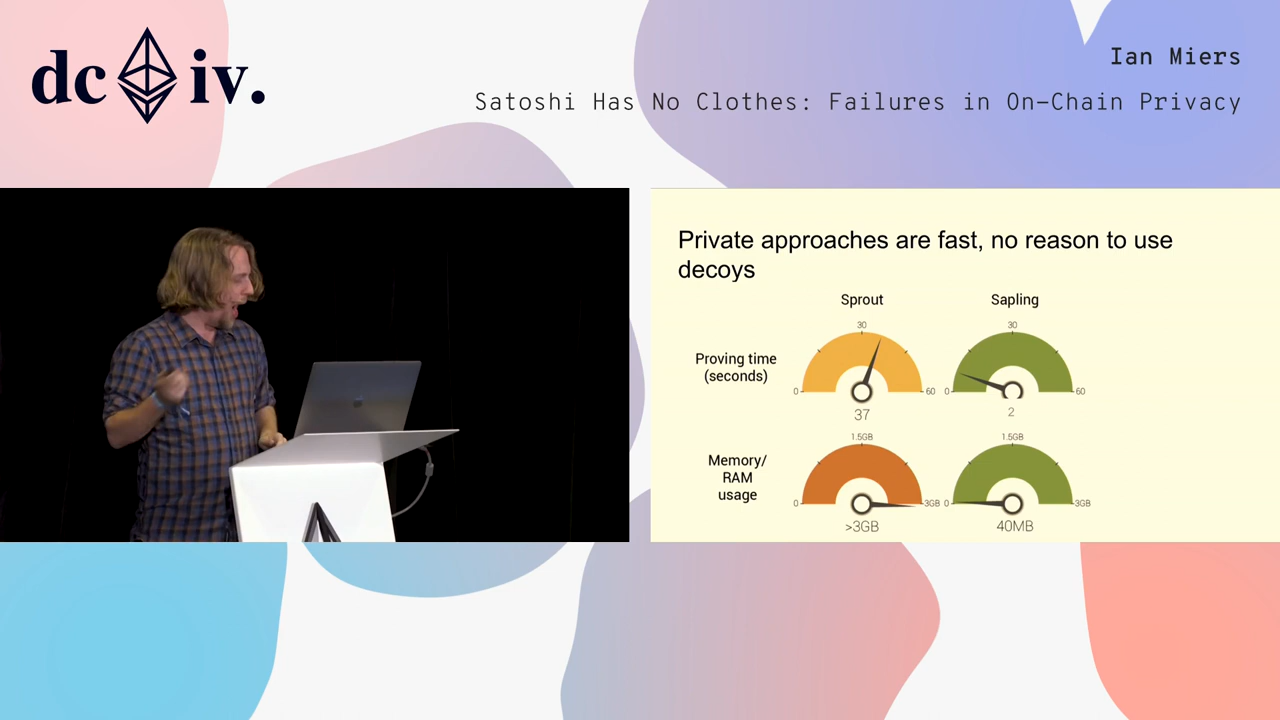 dc iv.
Ian Miers
Satoshi Has No Clothes: Failures in On-Chain Privacy
Private approaches are fast, no reason to use
decoys
Sprout
Sapling
Proving time
(seconds)
0
30
60
37
0
30
60
2
Memory/
RAM
usage
0
1.5GB
3GB
>3GB
0
1.5GB
3GB
40MB